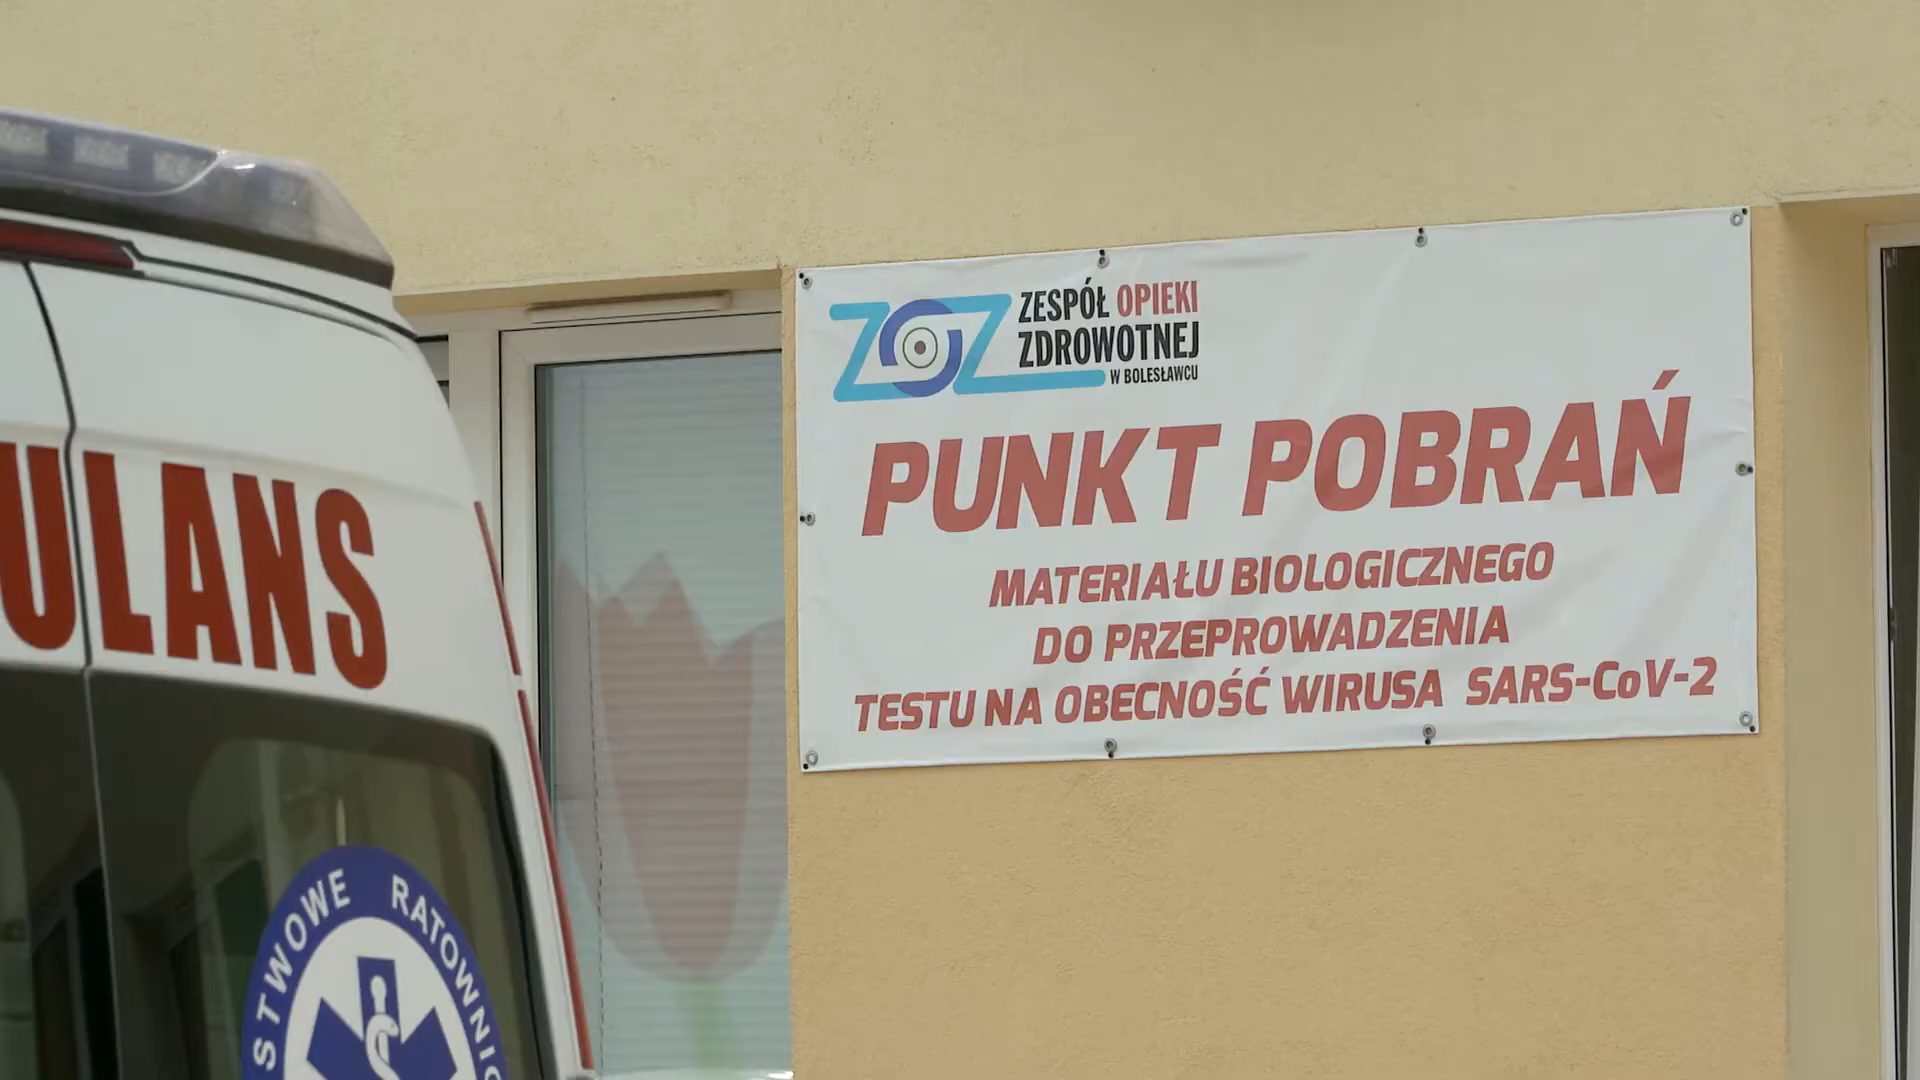 ULANS
STWOWE RATOWNIC
ZOZ
ZESPÓŁ OPIEKI
ZDROWOTNEJ
W BOLESŁAWCU
PUNKT POBRAŃ
MATERIAŁU BIOLOGICZNEGO
DO PRZEPROWADZENIA
TESTU NA OBECNOŚĆ WIRUSA SARS-CoV-2